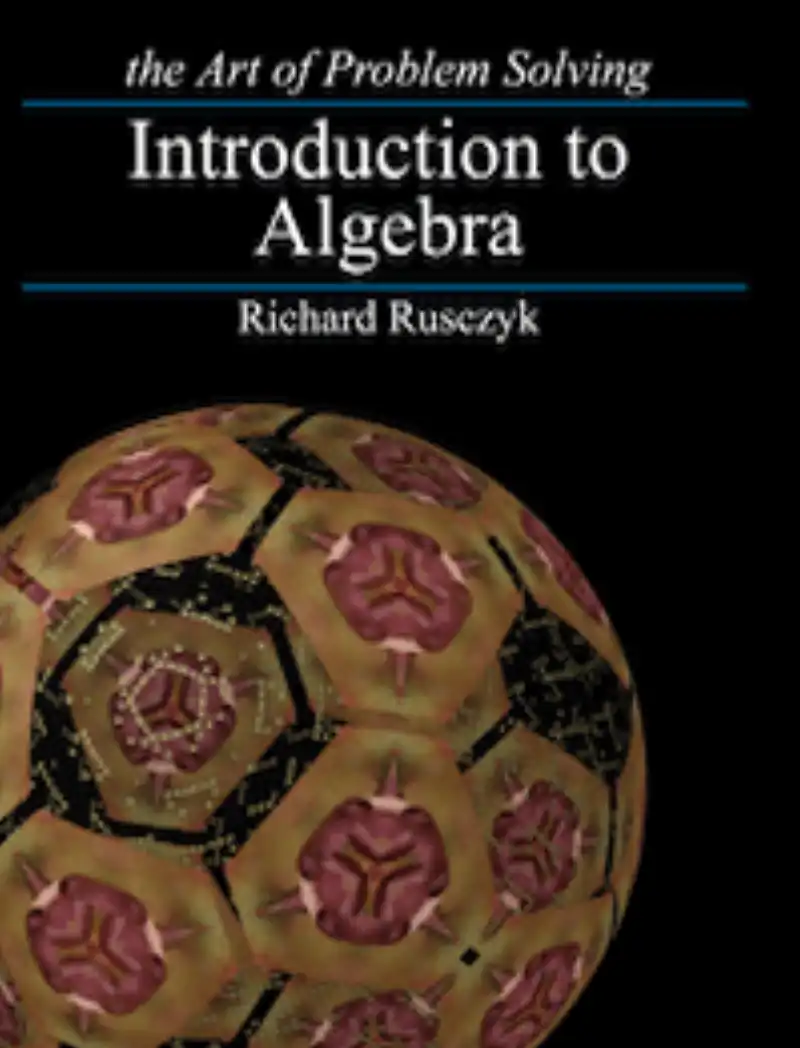 the Art of Problem Solving
Introduction to
Algebra
Richard Rusczyk